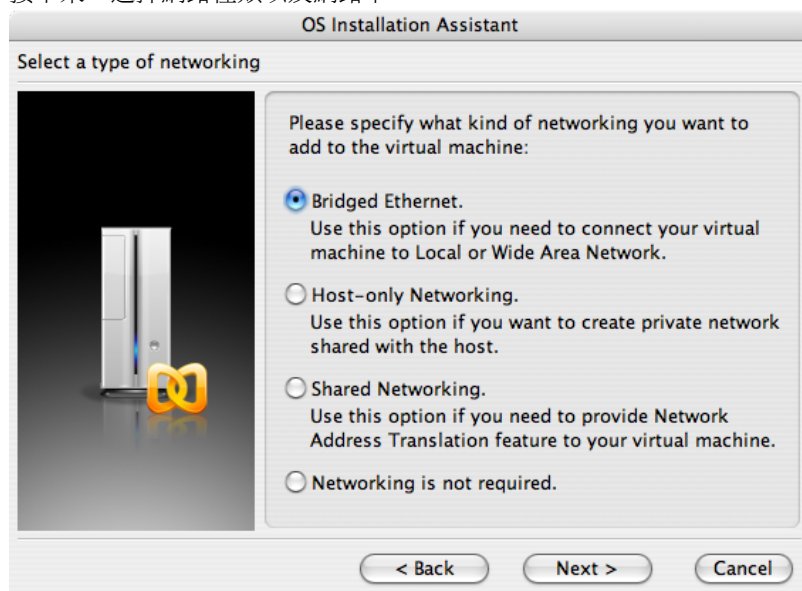 OS Installation Assistant
Select a type of networking
Please specify what kind of networking you want to
add to the virtual machine:
Bridged Ethernet.
Use this option if you need to connect your virtual
machine to Local or Wide Area Network.
Host-only Networking.
Use this option if you want to create private network
shared with the host.
Shared Networking.
Use this option if you need to provide Network
Address Translation feature to your virtual machine.
Networking is not required.
< Back
Next >
Cancel